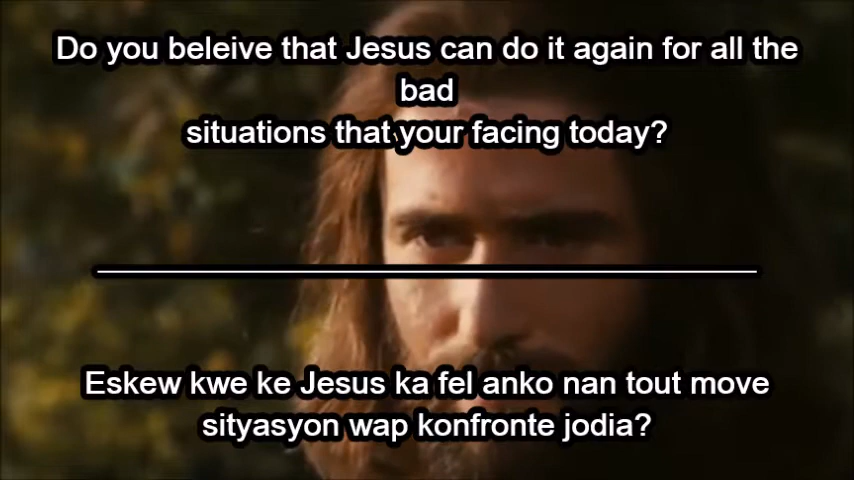 Do you beleive that Jesus can do it again for all the
bad
situations that your facing today?
Eskew kwe ke Jesus ka fel anko nan tout move
sityasyon wap konfronte jodia?